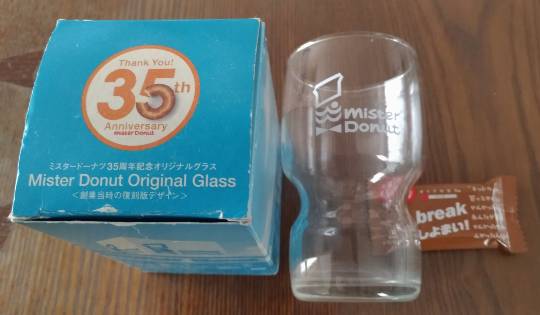 Thank You!
35th
Anniversary
mister Donut
ミスタードーナツ35周年記念オリジナルグラス
Mister Donut Original Glass
＜創業当時の復刻版デザイン＞
mister
Donut
break
しよまい!